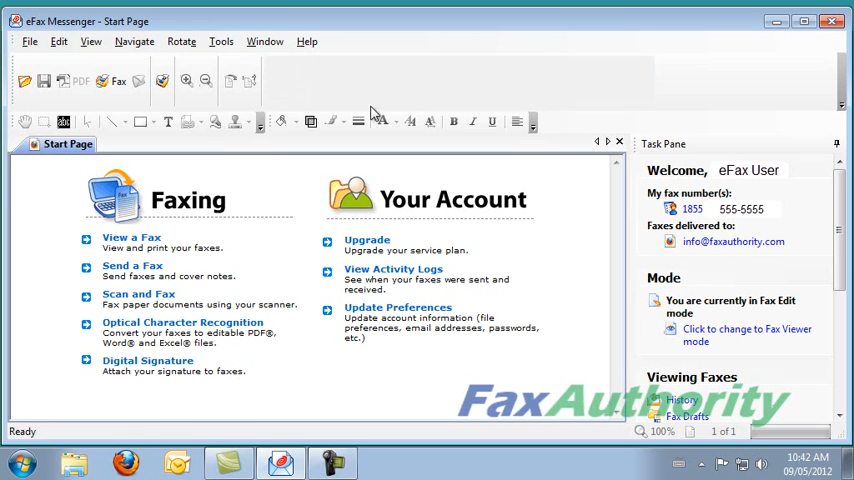 eFax Messenger - Start Page
File Edit View Navigate Rotate Tools Window Help
PDF Fax
abc T A B I U
Start Page
Task Pane
Faxing
View a Fax
View and print your faxes.
Send a Fax
Send faxes and cover notes.
Scan and Fax
Fax paper documents using your scanner.
Optical Character Recognition
Convert your faxes to editable PDF®,
Word® and Excel® files.
Digital Signature
Attach your signature to faxes.
Your Account
Upgrade
Upgrade your service plan.
View Activity Logs
See when your faxes were sent and
received.
Update Preferences
Update account information (file
preferences, email addresses, passwords,
etc.)
Welcome, eFax User
My fax number(s):
1855 555-5555
Faxes delivered to:
info@faxauthority.com
Mode
You are currently in Fax Edit
mode
Click to change to Fax Viewer
mode
Viewing Faxes
History
Fax Drafts
FaxAuthority
Ready
100% 1 of 1
10:42 AM
09/05/2012